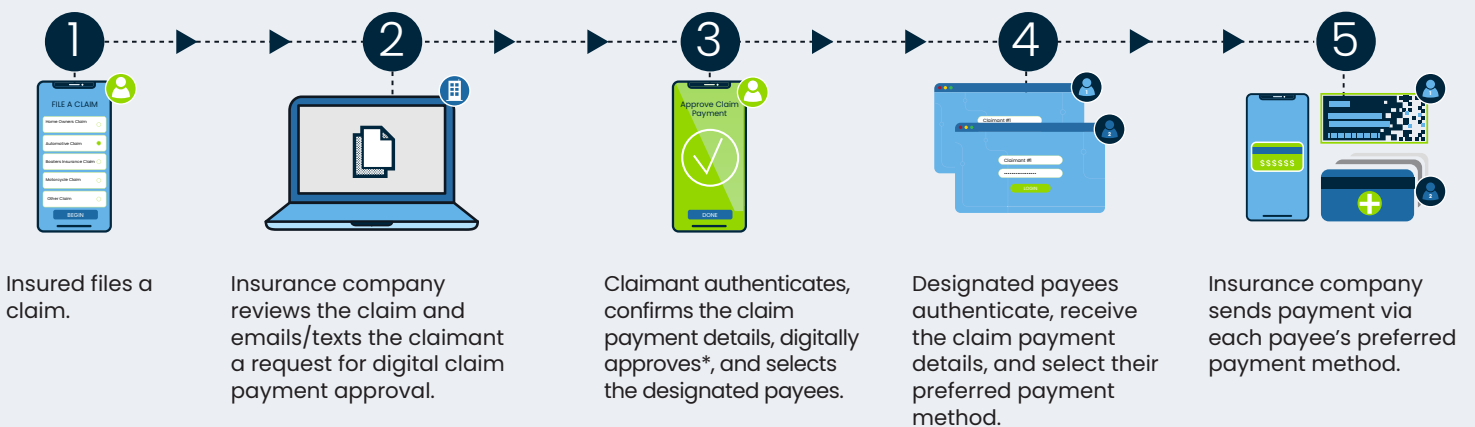 1
2
3
4
5
FILE A CLAIM
Home Owners Claim
Automotive Claim
Boaters Insurance Claim
Motorcycle Claim
Other Claim
BEGIN
Approve Claim
Payment
DONE
1
Claimant #1
2
Claimant #1
****************
LOGIN
1
$$$$$$
2
Insured files a
claim.
Insurance company
reviews the claim and
emails/texts the claimant
a request for digital claim
payment approval.
Claimant authenticates,
confirms the claim
payment details, digitally
approves*, and selects
the designated payees.
Designated payees
authenticate, receive
the claim payment
details, and select their
preferred payment
method.
Insurance company
sends payment via
each payee’s preferred
payment method.